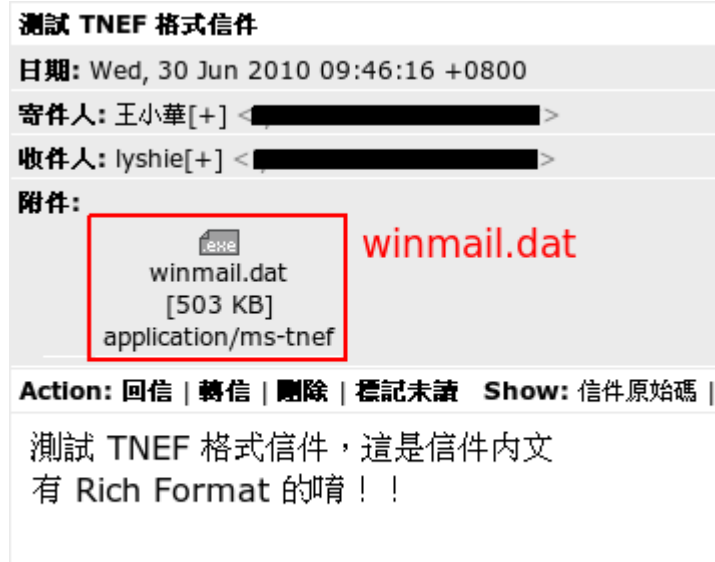 測試 TNEF 格式信件
日期: Wed, 30 Jun 2010 09:46:16 +0800
寄件人: 王小華[+] < >
收件人: lyshie[+] < >
附件:
.exe
winmail.dat
winmail.dat
[503 KB]
application/ms-tnef
Action: 回信 | 轉信 | 刪除 | 標記未讀 Show: 信件原始碼 |
測試 TNEF 格式信件，這是信件內文
有 Rich Format 的唷！！